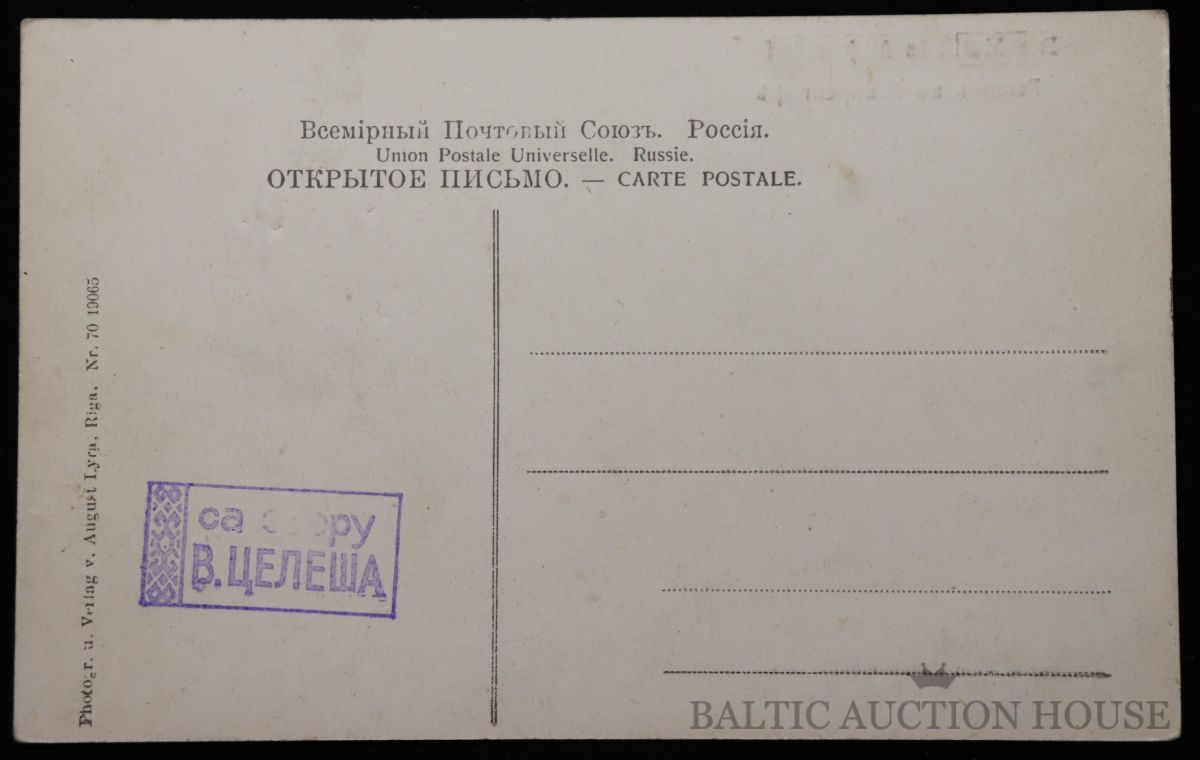 Всемірный Почтовый Союзъ. Россія.
Union Postale Universelle. Russie.
ОТКРЫТОЕ ПИСЬМО. — CARTE POSTALE.
Photogr. u. Verlag v. August Lyra, Riga. Nr. 70 19065
са
В.ЦЕЛЕША
BALTIC AUCTION HOUSE